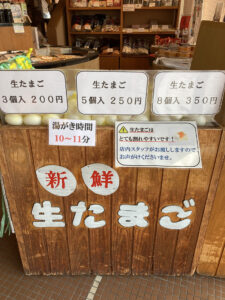 生たまご
3個入 200円
生たまご
5個入 250円
生たまご
8個入 350円
湯がき時間
10～11分
生たまごは
とても割れやすいです!
店内スタッフがお渡ししますので
お声がけくださいませ。
新鮮
生たまご